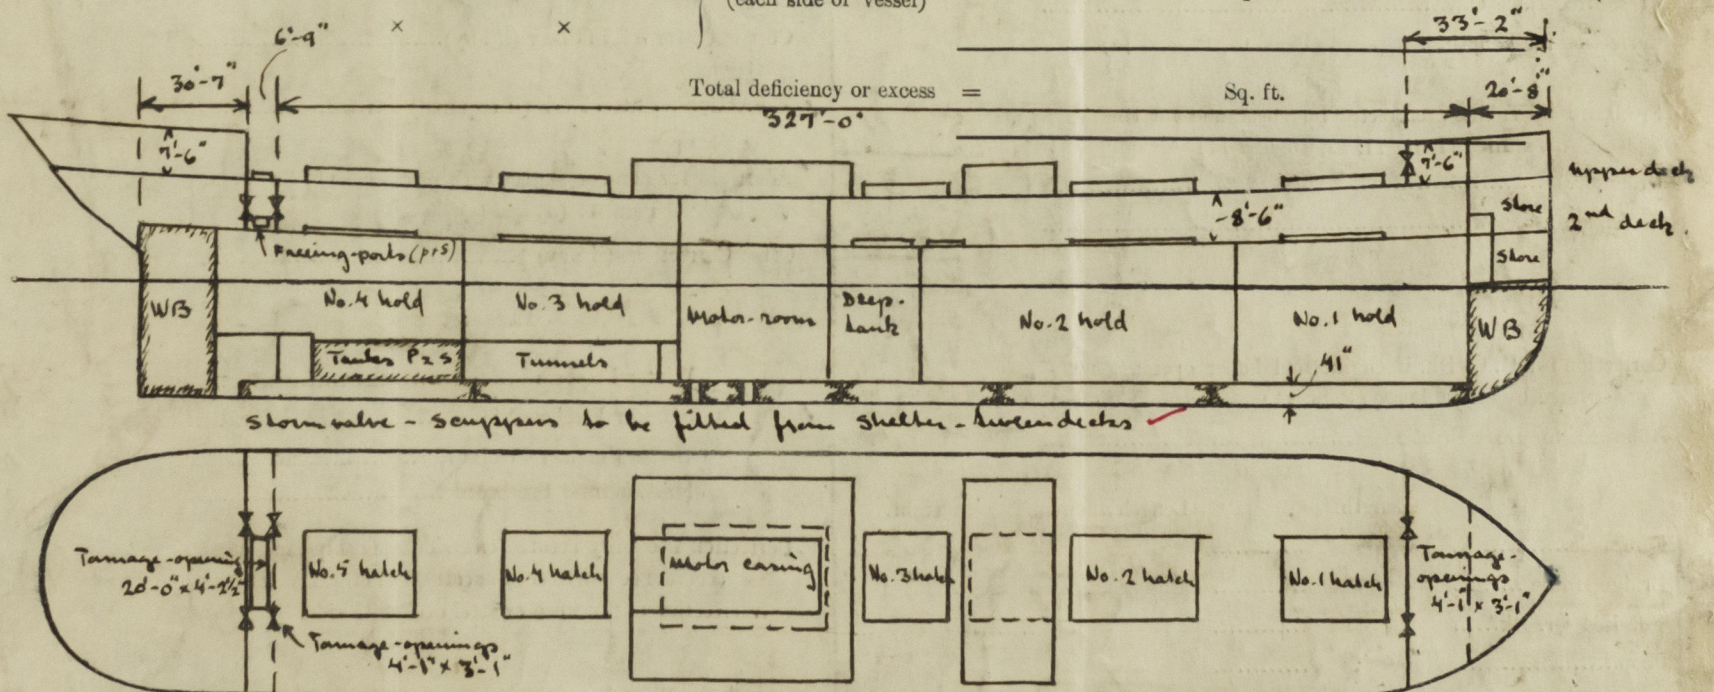 (each side of vessel)
33'-2"
6'-9"
30'-7"
Total deficiency or excess = Sq. ft.
20'-8"
327'-0"
7'-6"
7'-6"
upper deck
8'-6"
Store
2nd deck.
Freeing-ports (P+S)
Store
WB
No. 4 hold
No. 3 hold
Motor-room
Deep-
tank
No. 2 hold
No. 1 hold
WB
Tanks P & S
Tunnels
41"
Storm valve - scuppers to be fitted from shelter-tweendecks
Tonnage-opening
20'-0" x 4'-2½"
No. 5 hatch
No. 4 hatch
Motor casing
No. 3 hatch
No. 2 hatch
No. 1 hatch
Tonnage-
openings
4'-1" x 3'-1"
Tonnage-openings
4'-1" x 3'-1"